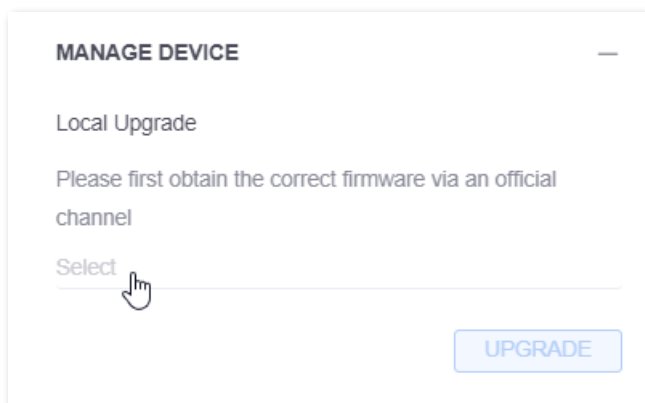 MANAGE DEVICE
Local Upgrade
Please first obtain the correct firmware via an official
channel
Select
UPGRADE